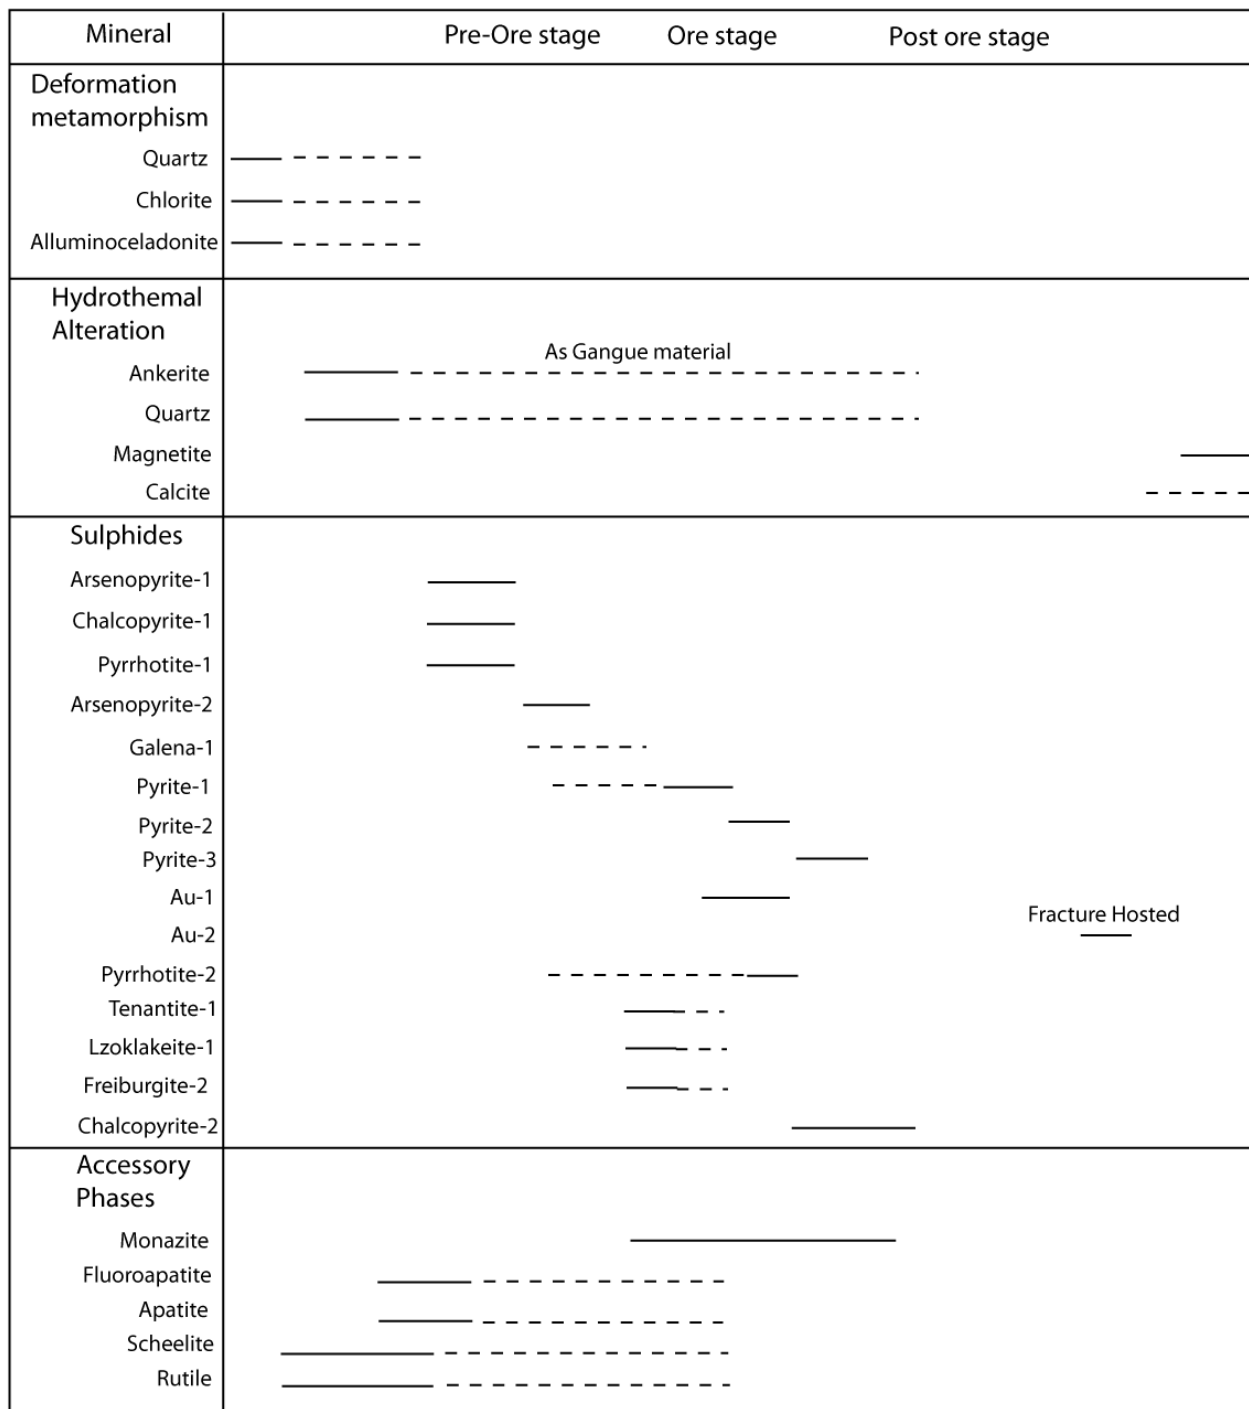 Mineral Pre-Ore stage Ore stage Post ore stage
Deformation
metamorphism
Quartz
Chlorite
Alluminoceladonite
Hydrothemal
Alteration
As Gangue material
Ankerite
Quartz
Magnetite
Calcite
Sulphides
Arsenopyrite-1
Chalcopyrite-1
Pyrrhotite-1
Arsenopyrite-2
Galena-1
Pyrite-1
Pyrite-2
Pyrite-3
Au-1
Fracture Hosted
Au-2
Pyrrhotite-2
Tenantite-1
Lzoklakeite-1
Freiburgite-2
Chalcopyrite-2
Accessory
Phases
Monazite
Fluoroapatite
Apatite
Scheelite
Rutile